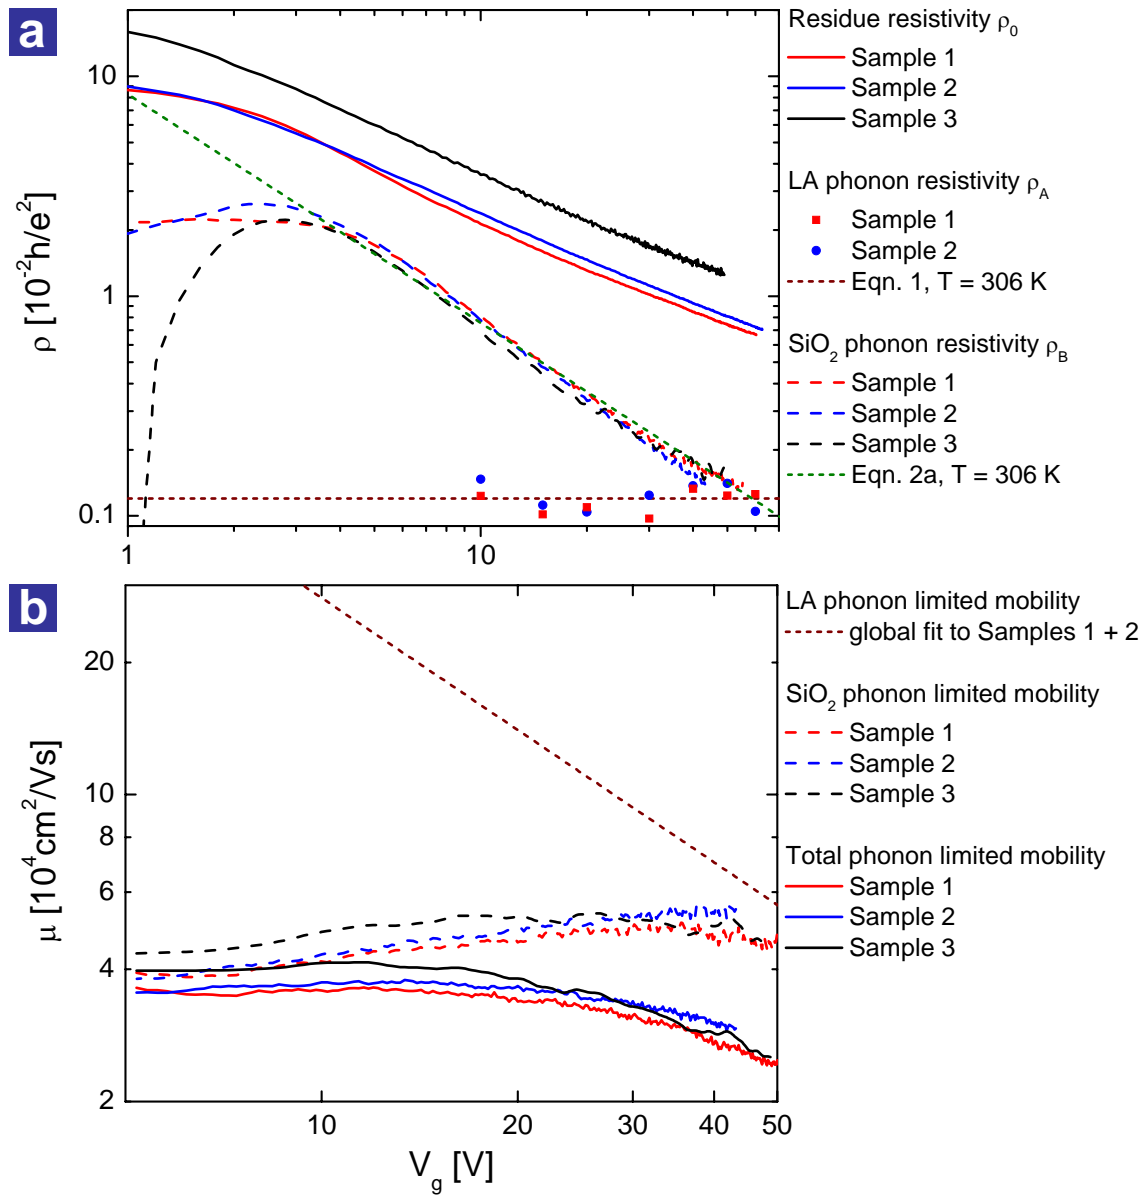 a
ρ [10⁻²h/e²]
10
1
0.1
1
10
Residue resistivity ρ₀
Sample 1
Sample 2
Sample 3
LA phonon resistivity ρ_A
Sample 1
Sample 2
Eqn. 1, T = 306 K
SiO₂ phonon resistivity ρ_B
Sample 1
Sample 2
Sample 3
Eqn. 2a, T = 306 K
b
μ [10⁴cm²/Vs]
20
10
8
6
4
2
10
20
30
40
50
V_g [V]
LA phonon limited mobility
global fit to Samples 1 + 2
SiO₂ phonon limited mobility
Sample 1
Sample 2
Sample 3
Total phonon limited mobility
Sample 1
Sample 2
Sample 3